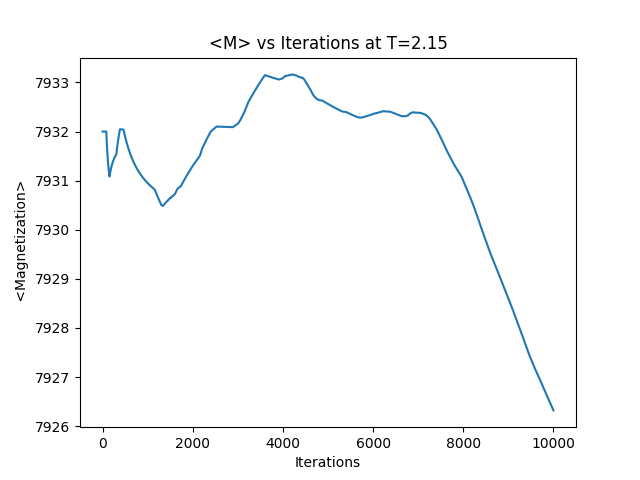 <M> vs Iterations at T=2.15
7933
7932
7931
7930
7929
7928
7927
7926
<Magnetization>
0 2000 4000 6000 8000 10000
Iterations